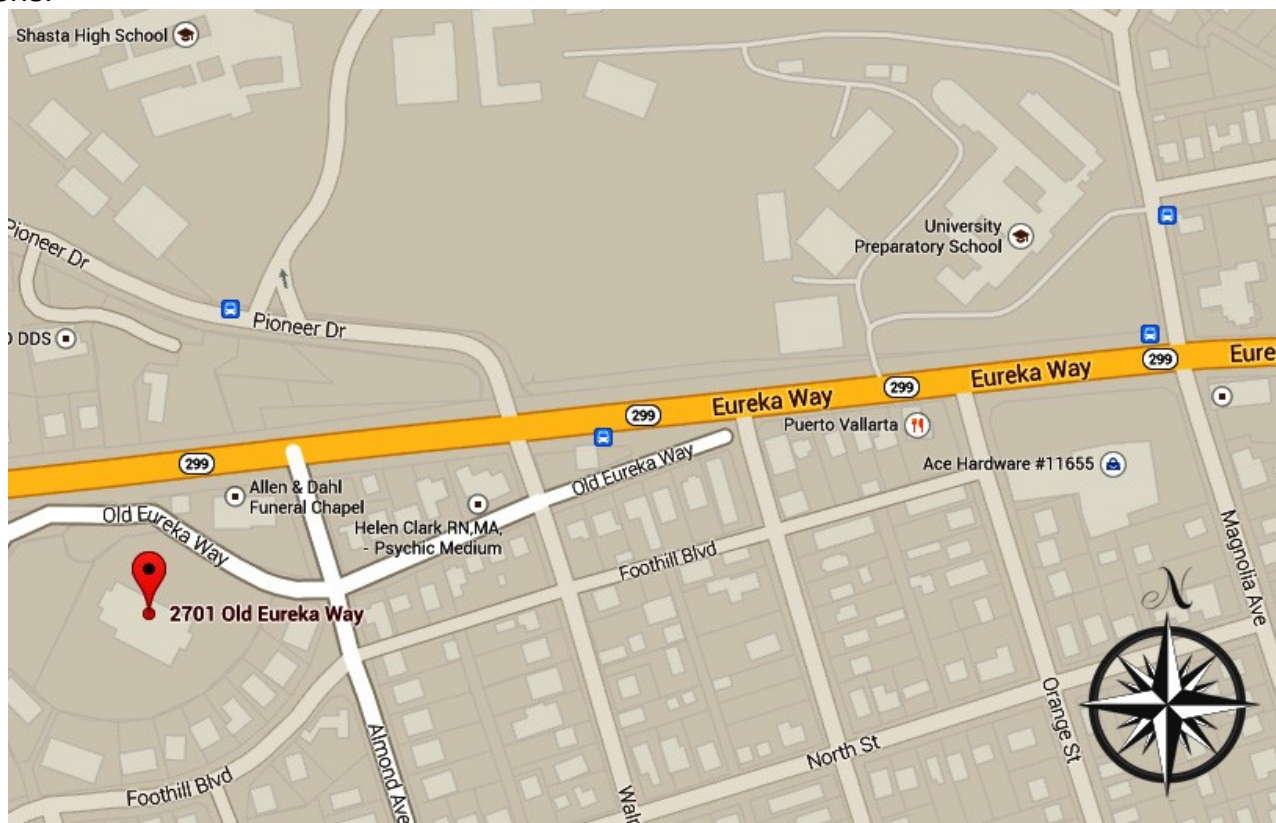 Shasta High School
Pioneer Dr
Pioneer Dr
University
Preparatory School
DDS
299
Eureka Way
299
Eureka Way
299
299
Puerto Vallarta
Ace Hardware #11655
Old Eureka Way
Allen & Dahl
Funeral Chapel
Helen Clark RN,MA,
- Psychic Medium
Old Eureka Way
Foothill Blvd
2701 Old Eureka Way
Magnolia Ave
N
Orange St
North St
Almond Ave
Foothill Blvd